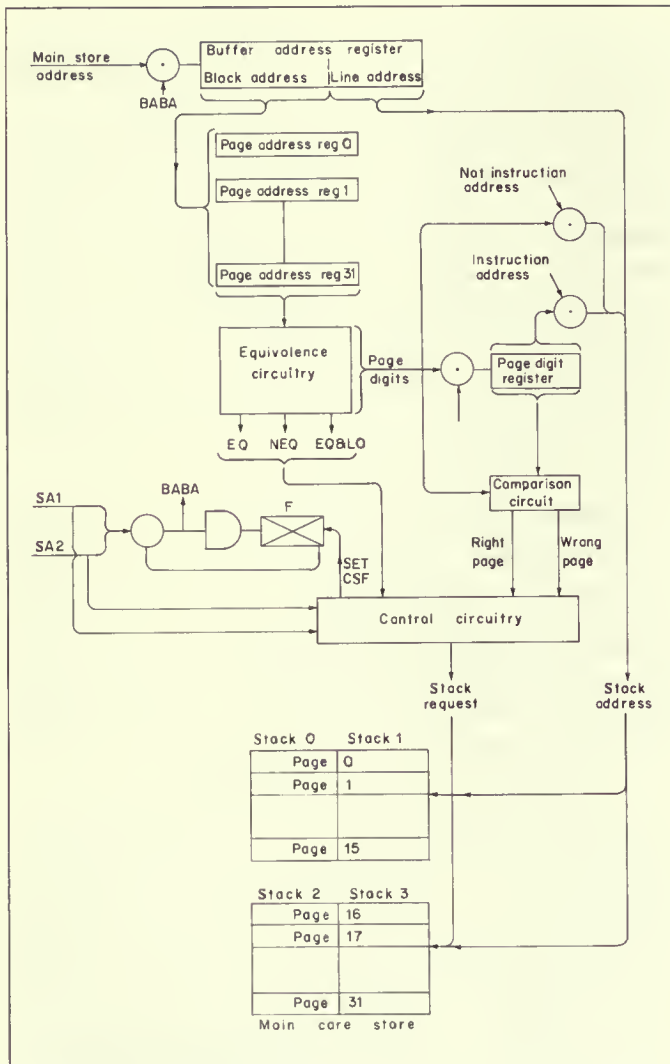 Buffer address register
Main store
address
Block address
Line address
BABA
Page address reg 0
Page address reg 1
Not instruction
address
Page address reg 31
Instruction
address
Equivolence
circuitry
Page
digits
Page digit
register
EQ NEQ EQ&LO
BABA
F
Comparison
circuit
SA1
SA2
SET
CSF
Right
page
Wrang
page
Cantrol circuitry
Stack
request
Stack
address
Stack 0 Stack 1
Page 0
Page 1
Page 15
Stack 2 Stack 3
Page 16
Page 17
Page 31
Main care store